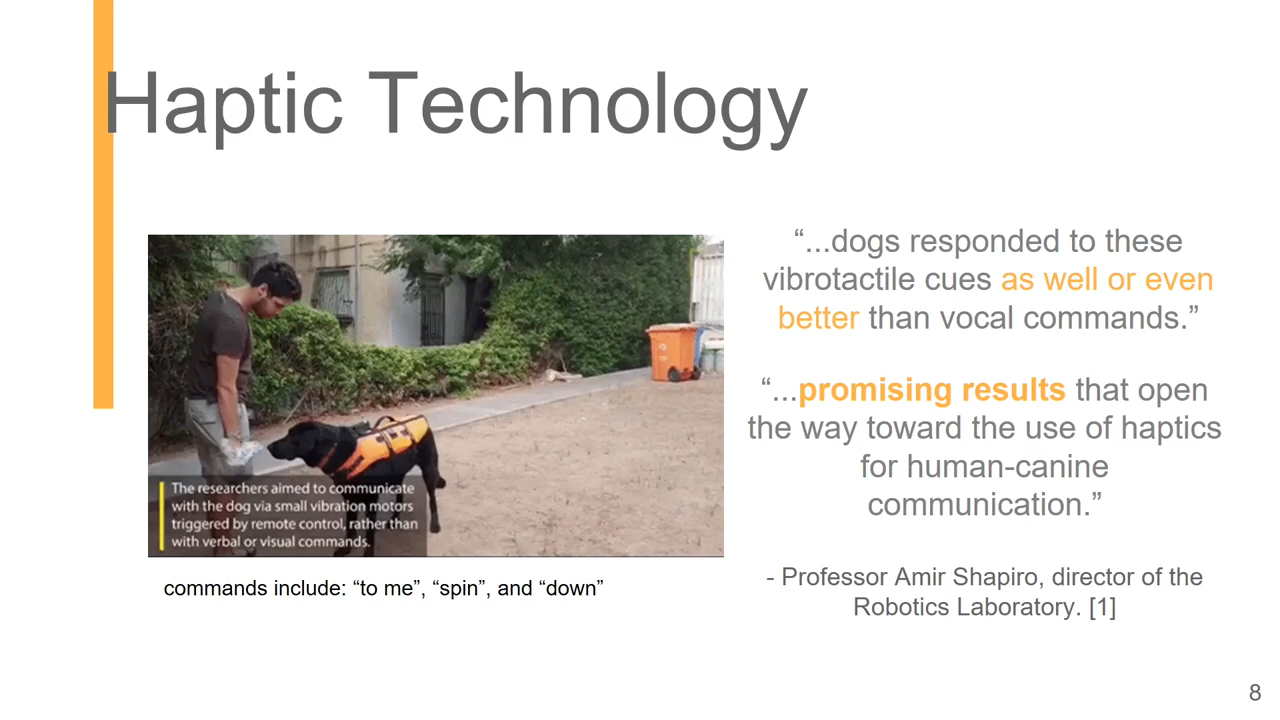 Haptic Technology
“...dogs responded to these
vibrotactile cues as well or even
better than vocal commands.”
“...promising results that open
the way toward the use of haptics
for human-canine
communication.”
- Professor Amir Shapiro, director of the
Robotics Laboratory. [1]
The researchers aimed to communicate
with the dog via small vibration motors
triggered by remote control, rather than
with verbal or visual commands.
commands include: “to me”, “spin”, and “down”
8